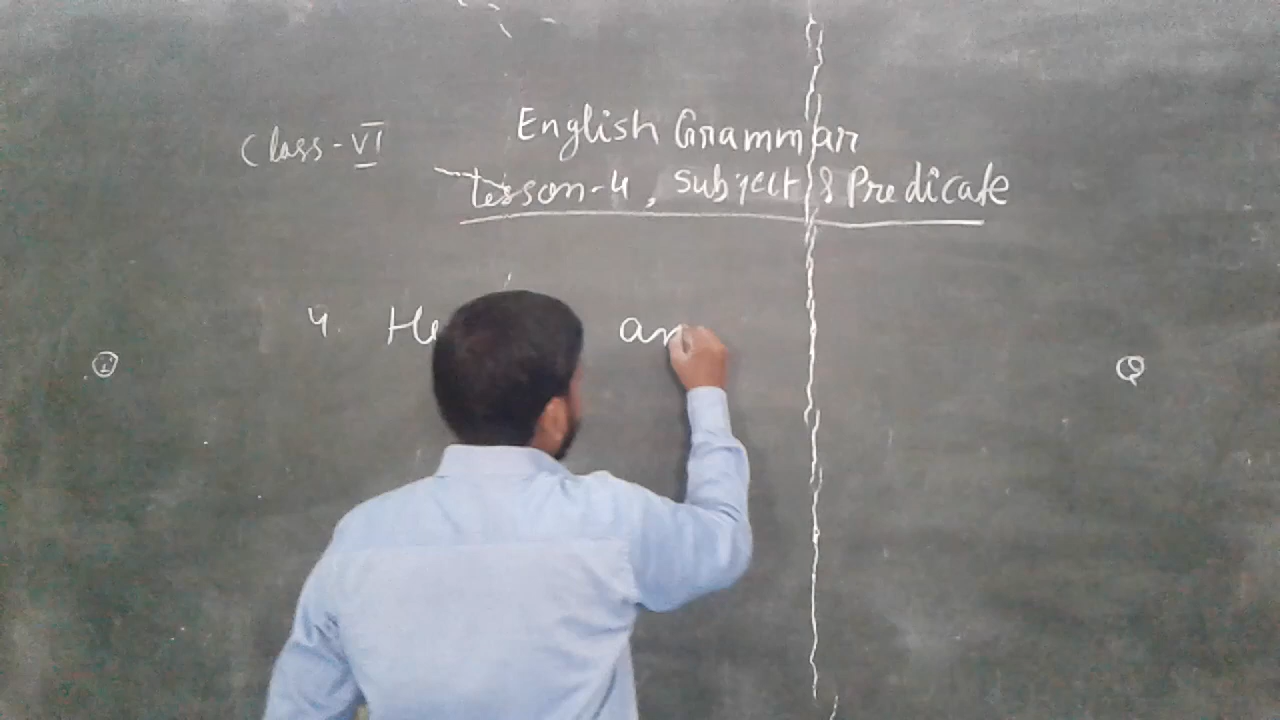 English Grammar
Class-VI
Lesson-4, Subject & Predicate
4. He an